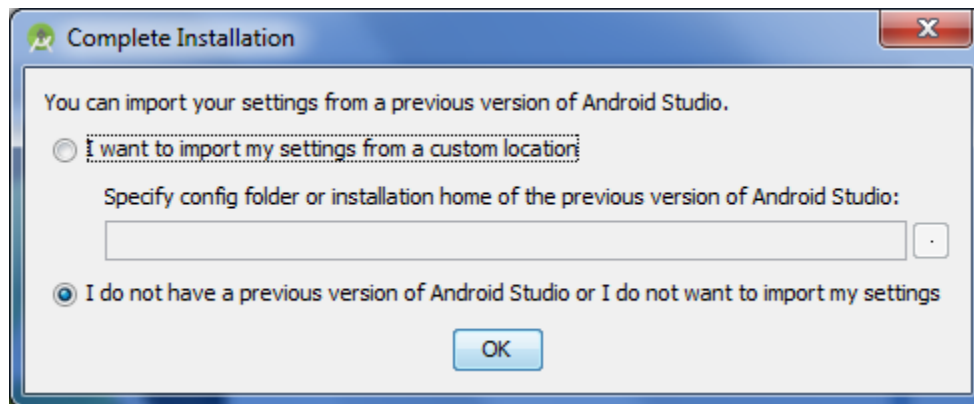 Complete Installation
You can import your settings from a previous version of Android Studio.
I want to import my settings from a custom location
Specify config folder or installation home of the previous version of Android Studio:
.
I do not have a previous version of Android Studio or I do not want to import my settings
OK